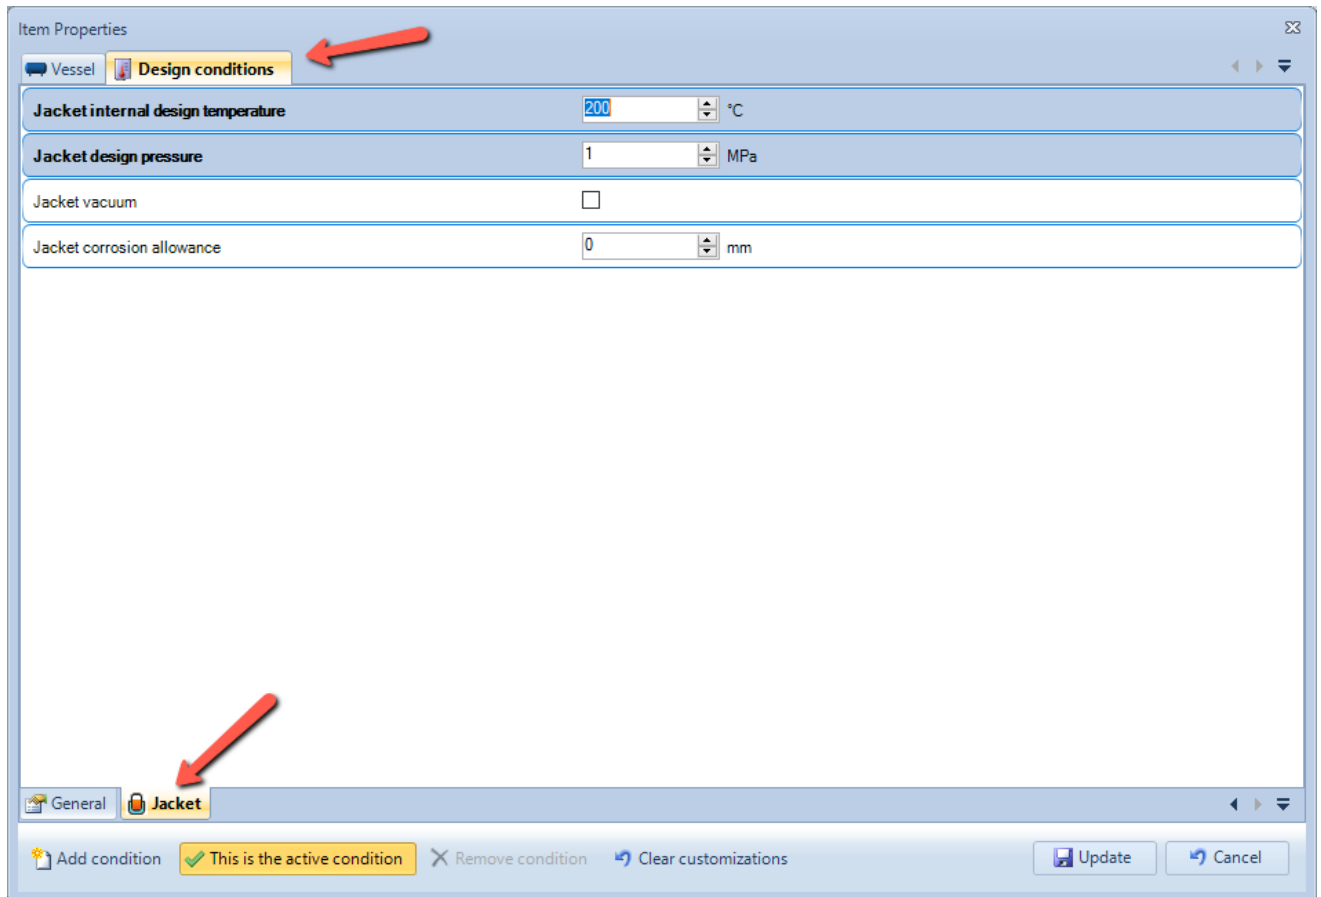 Item Properties
Vessel Design conditions
Jacket internal design temperature 200 °C
Jacket design pressure 1 MPa
Jacket vacuum
Jacket corrosion allowance 0 mm
General Jacket
Add condition This is the active condition Remove condition Clear customizations Update Cancel